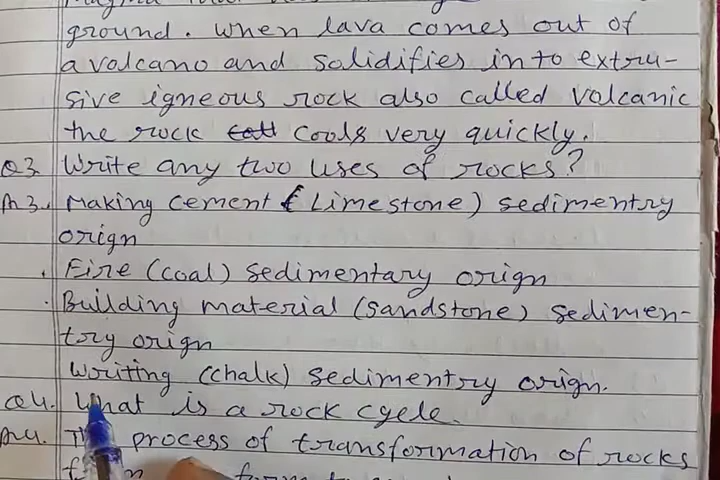 ground. When lava comes out of
a volcano and solidifies in to extru-
sive igneous rock also called volcanic
the rock cools very quickly.
Q3 Write any two uses of rocks?
A3. Making cement (Limestone) sedimentry
orign
. Fire (coal) sedimentary orign
. Building material (sandstone) sedimen-
try orign
Writing (chalk) sedimentry orign.
Q4. What is a rock cycle.
A4. process of transformation of rocks